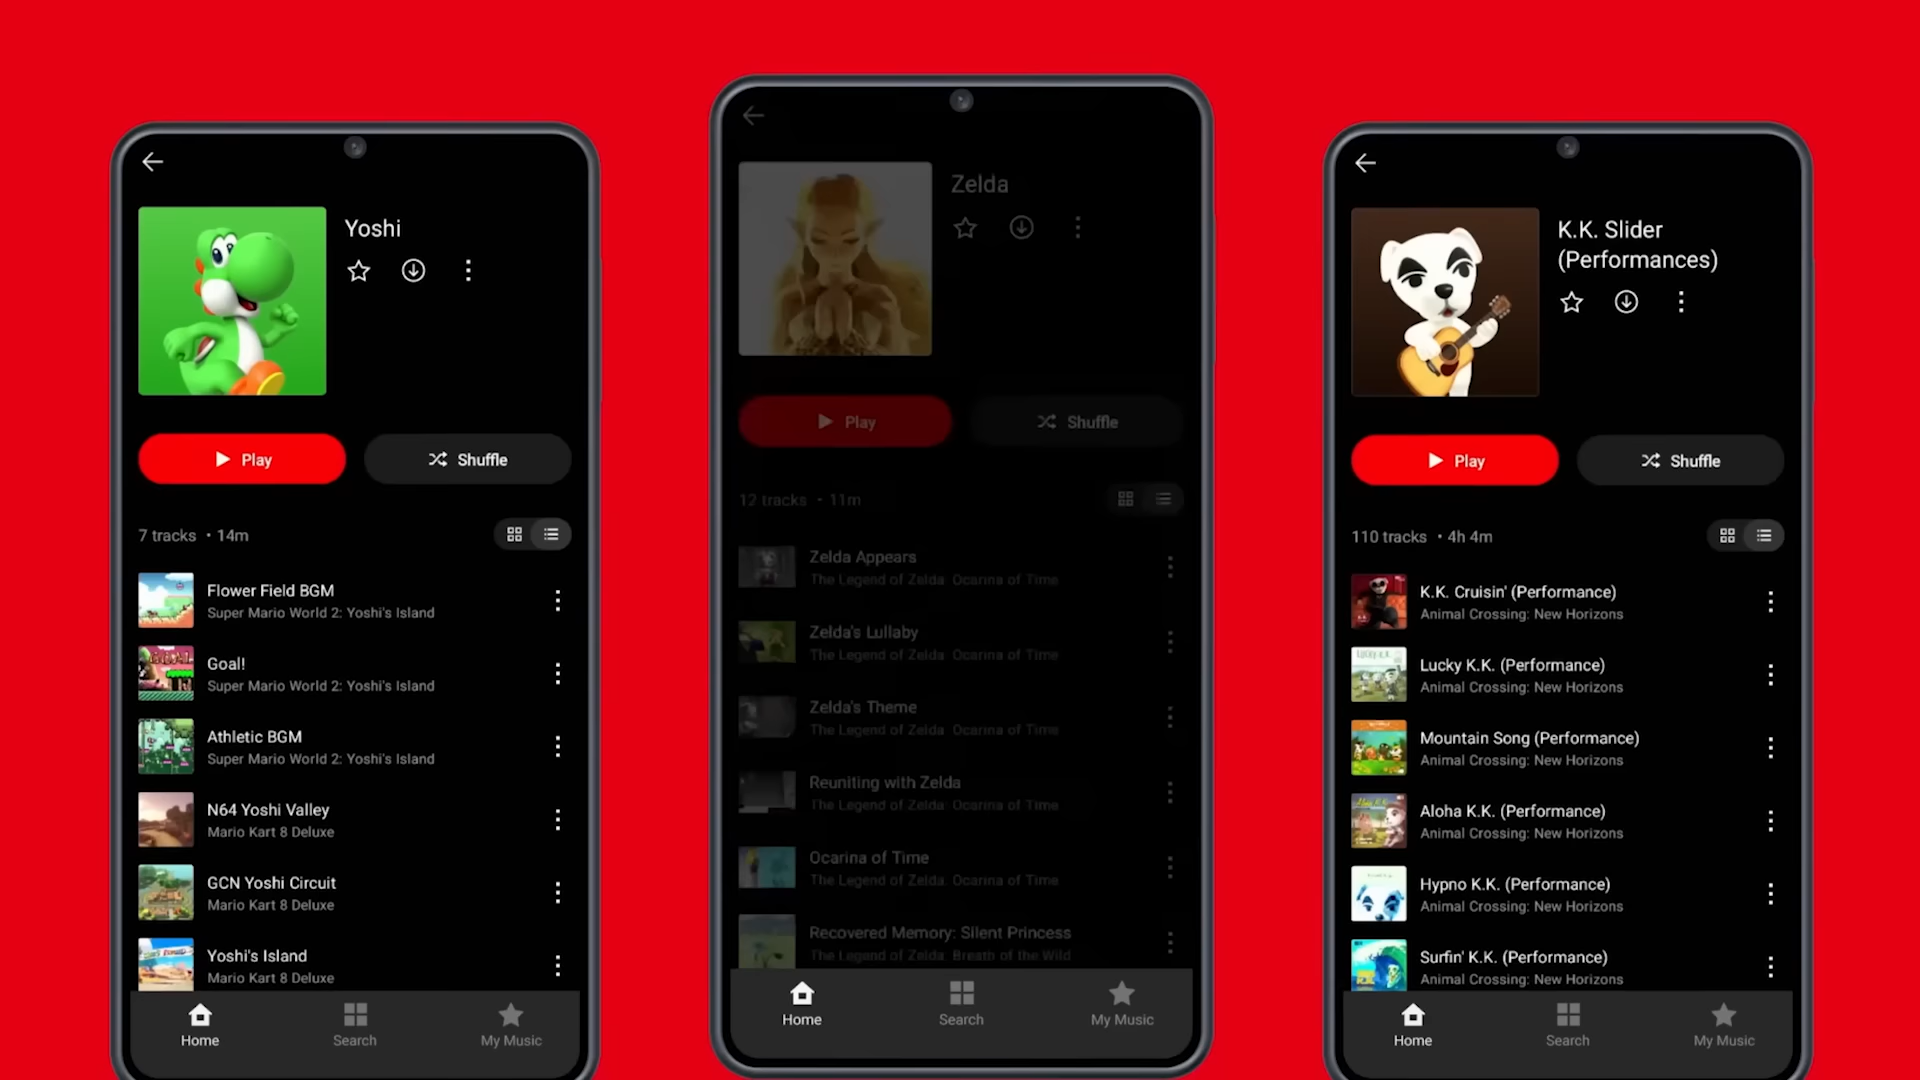 Yoshi
Play
Shuffle
7 tracks • 14m
Flower Field BGM
Super Mario World 2: Yoshi's Island
Goal!
Super Mario World 2: Yoshi's Island
Athletic BGM
Super Mario World 2: Yoshi's Island
N64 Yoshi Valley
Mario Kart 8 Deluxe
GCN Yoshi Circuit
Mario Kart 8 Deluxe
Yoshi's Island
Mario Kart 8 Deluxe
Home
Search
My Music
Zelda
Play
Shuffle
12 tracks • 11m
Zelda Appears
The Legend of Zelda: Ocarina of Time
Zelda's Lullaby
The Legend of Zelda: Ocarina of Time
Zelda's Theme
The Legend of Zelda: Ocarina of Time
Reuniting with Zelda
The Legend of Zelda: Ocarina of Time
Ocarina of Time
The Legend of Zelda: Ocarina of Time
Recovered Memory: Silent Princess
The Legend of Zelda: Breath of the Wild
Home
Search
My Music
K.K. Slider
(Performances)
Play
Shuffle
110 tracks • 4h 4m
K.K. Cruisin' (Performance)
Animal Crossing: New Horizons
Lucky K.K. (Performance)
Animal Crossing: New Horizons
Mountain Song (Performance)
Animal Crossing: New Horizons
Aloha K.K. (Performance)
Animal Crossing: New Horizons
Hypno K.K. (Performance)
Animal Crossing: New Horizons
Surfin' K.K. (Performance)
Animal Crossing: New Horizons
Home
Search
My Music